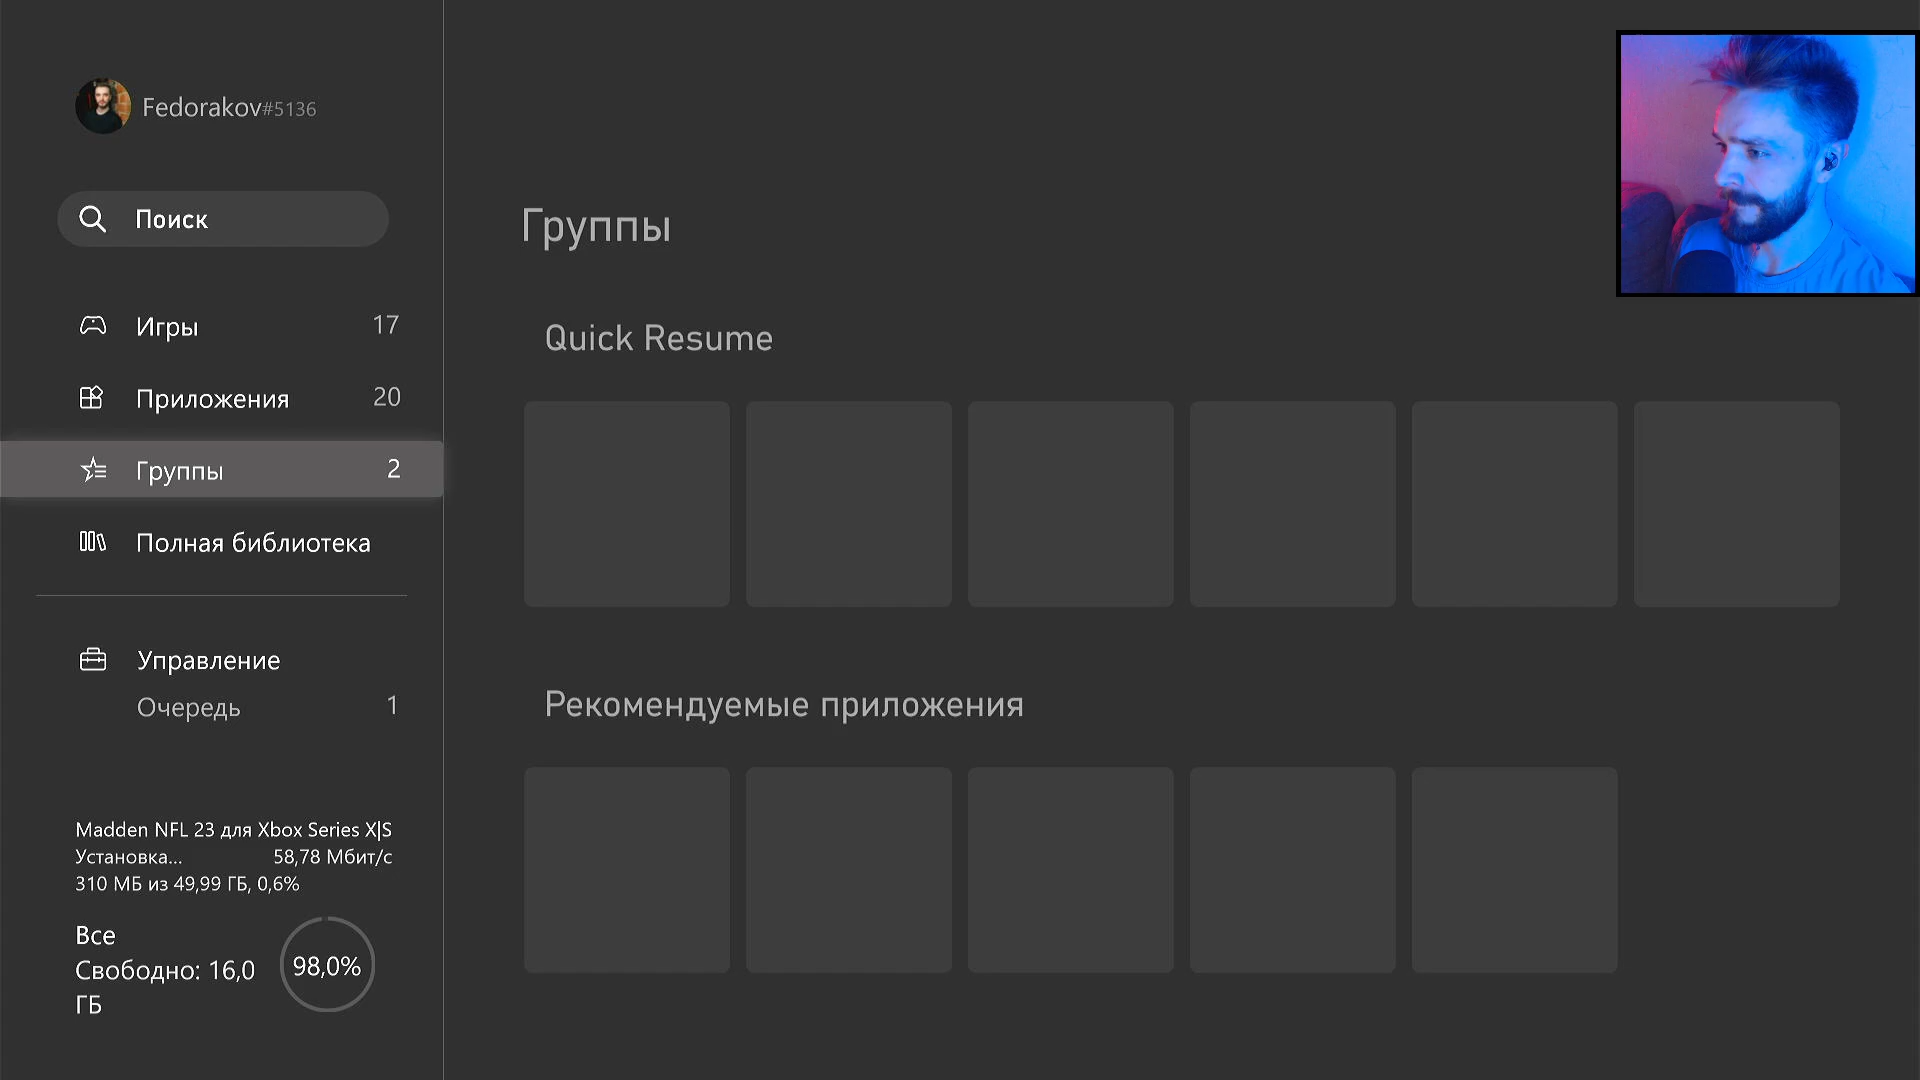 Fedorakov#5136
Поиск
Игры 17
Приложения 20
Группы 2
Полная библиотека
Управление
Очередь 1
Madden NFL 23 для Xbox Series X|S
Установка... 58,78 Мбит/с
310 МБ из 49,99 ГБ, 0,6%
Все
Свободно: 16,0
ГБ
98,0%
Группы
Quick Resume
Рекомендуемые приложения